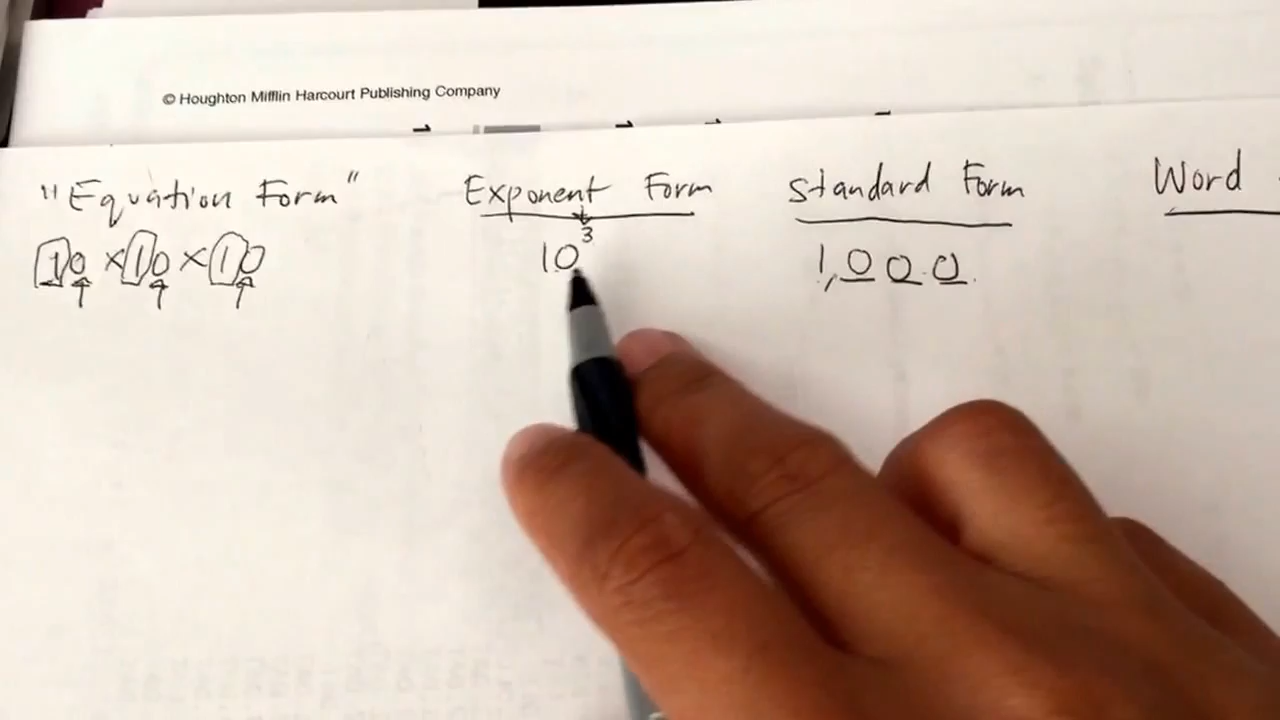 © Houghton Mifflin Harcourt Publishing Company
"Equation Form" Exponent Form Standard Form Word
10 × 10 × 10 10³ 1,000